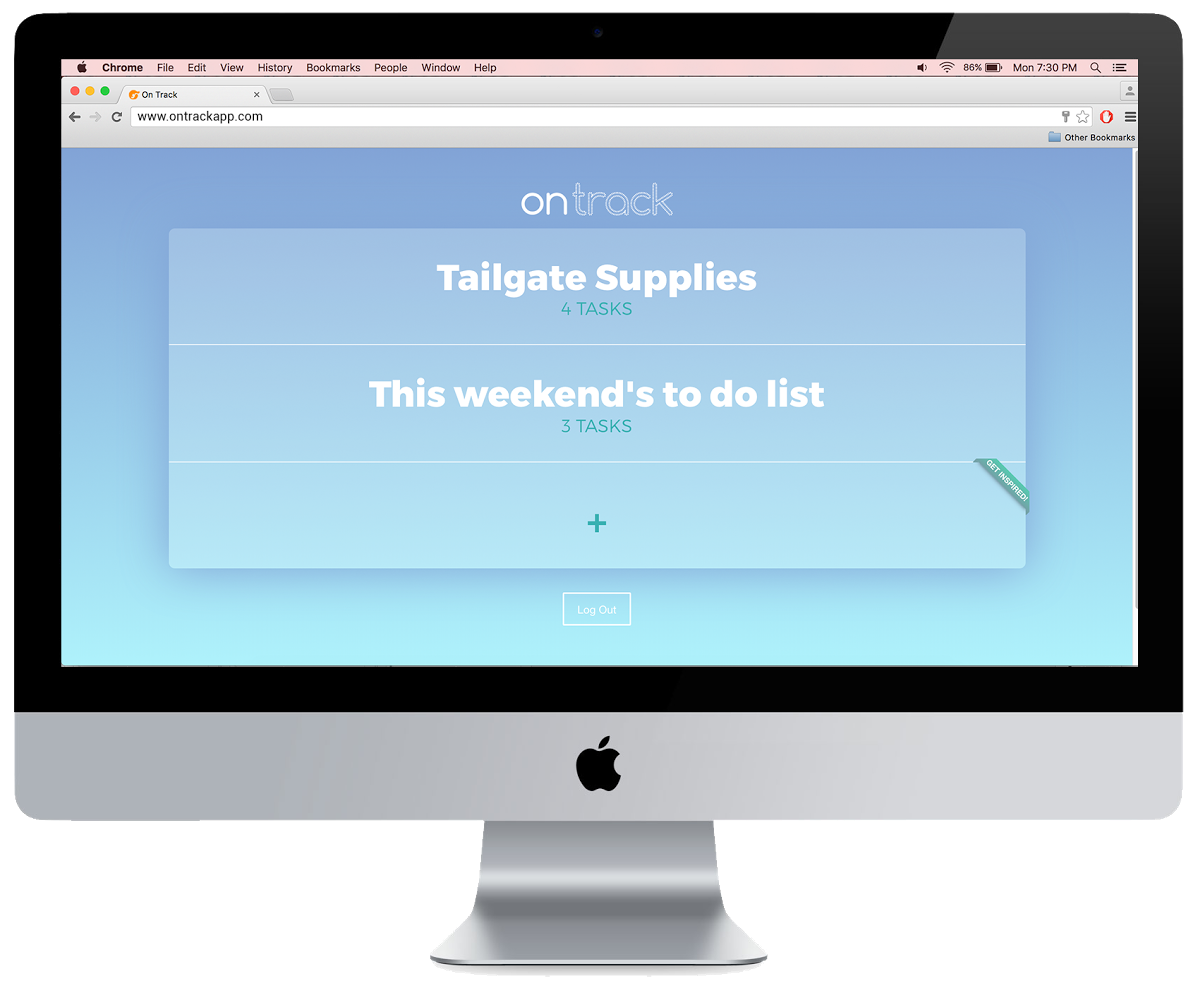 Chrome File Edit View History Bookmarks People Window Help 86% Mon 7:30 PM
On Track
www.ontrackapp.com
Other Bookmarks
ontrack
Tailgate Supplies
4 TASKS
This weekend's to do list
3 TASKS
GET INSPIRED!
+
Log Out